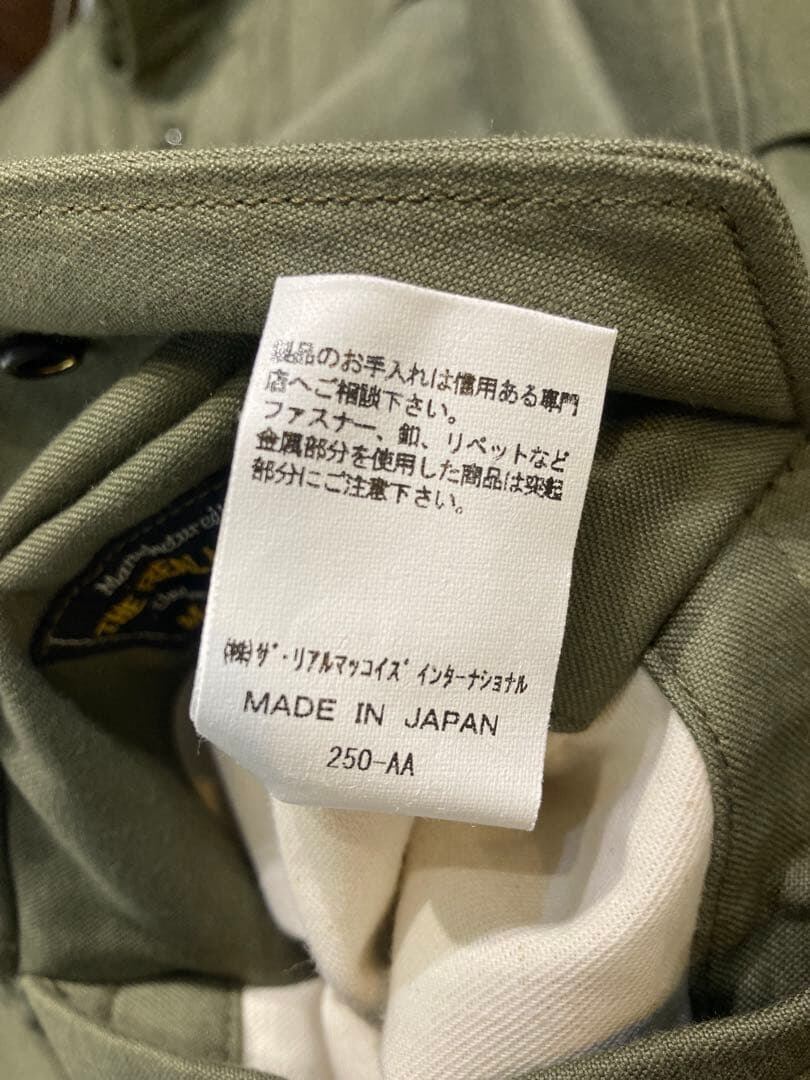 製品のお手入れは信用ある専門
店へご相談下さい。
ファスナー、釦、リペットなど
金属部分を使用した商品は突起
部分にご注意下さい。
Manufactured
THE REAL
(株)ザ・リアルマッコイズ インターナショナル
MADE IN JAPAN
250-AA